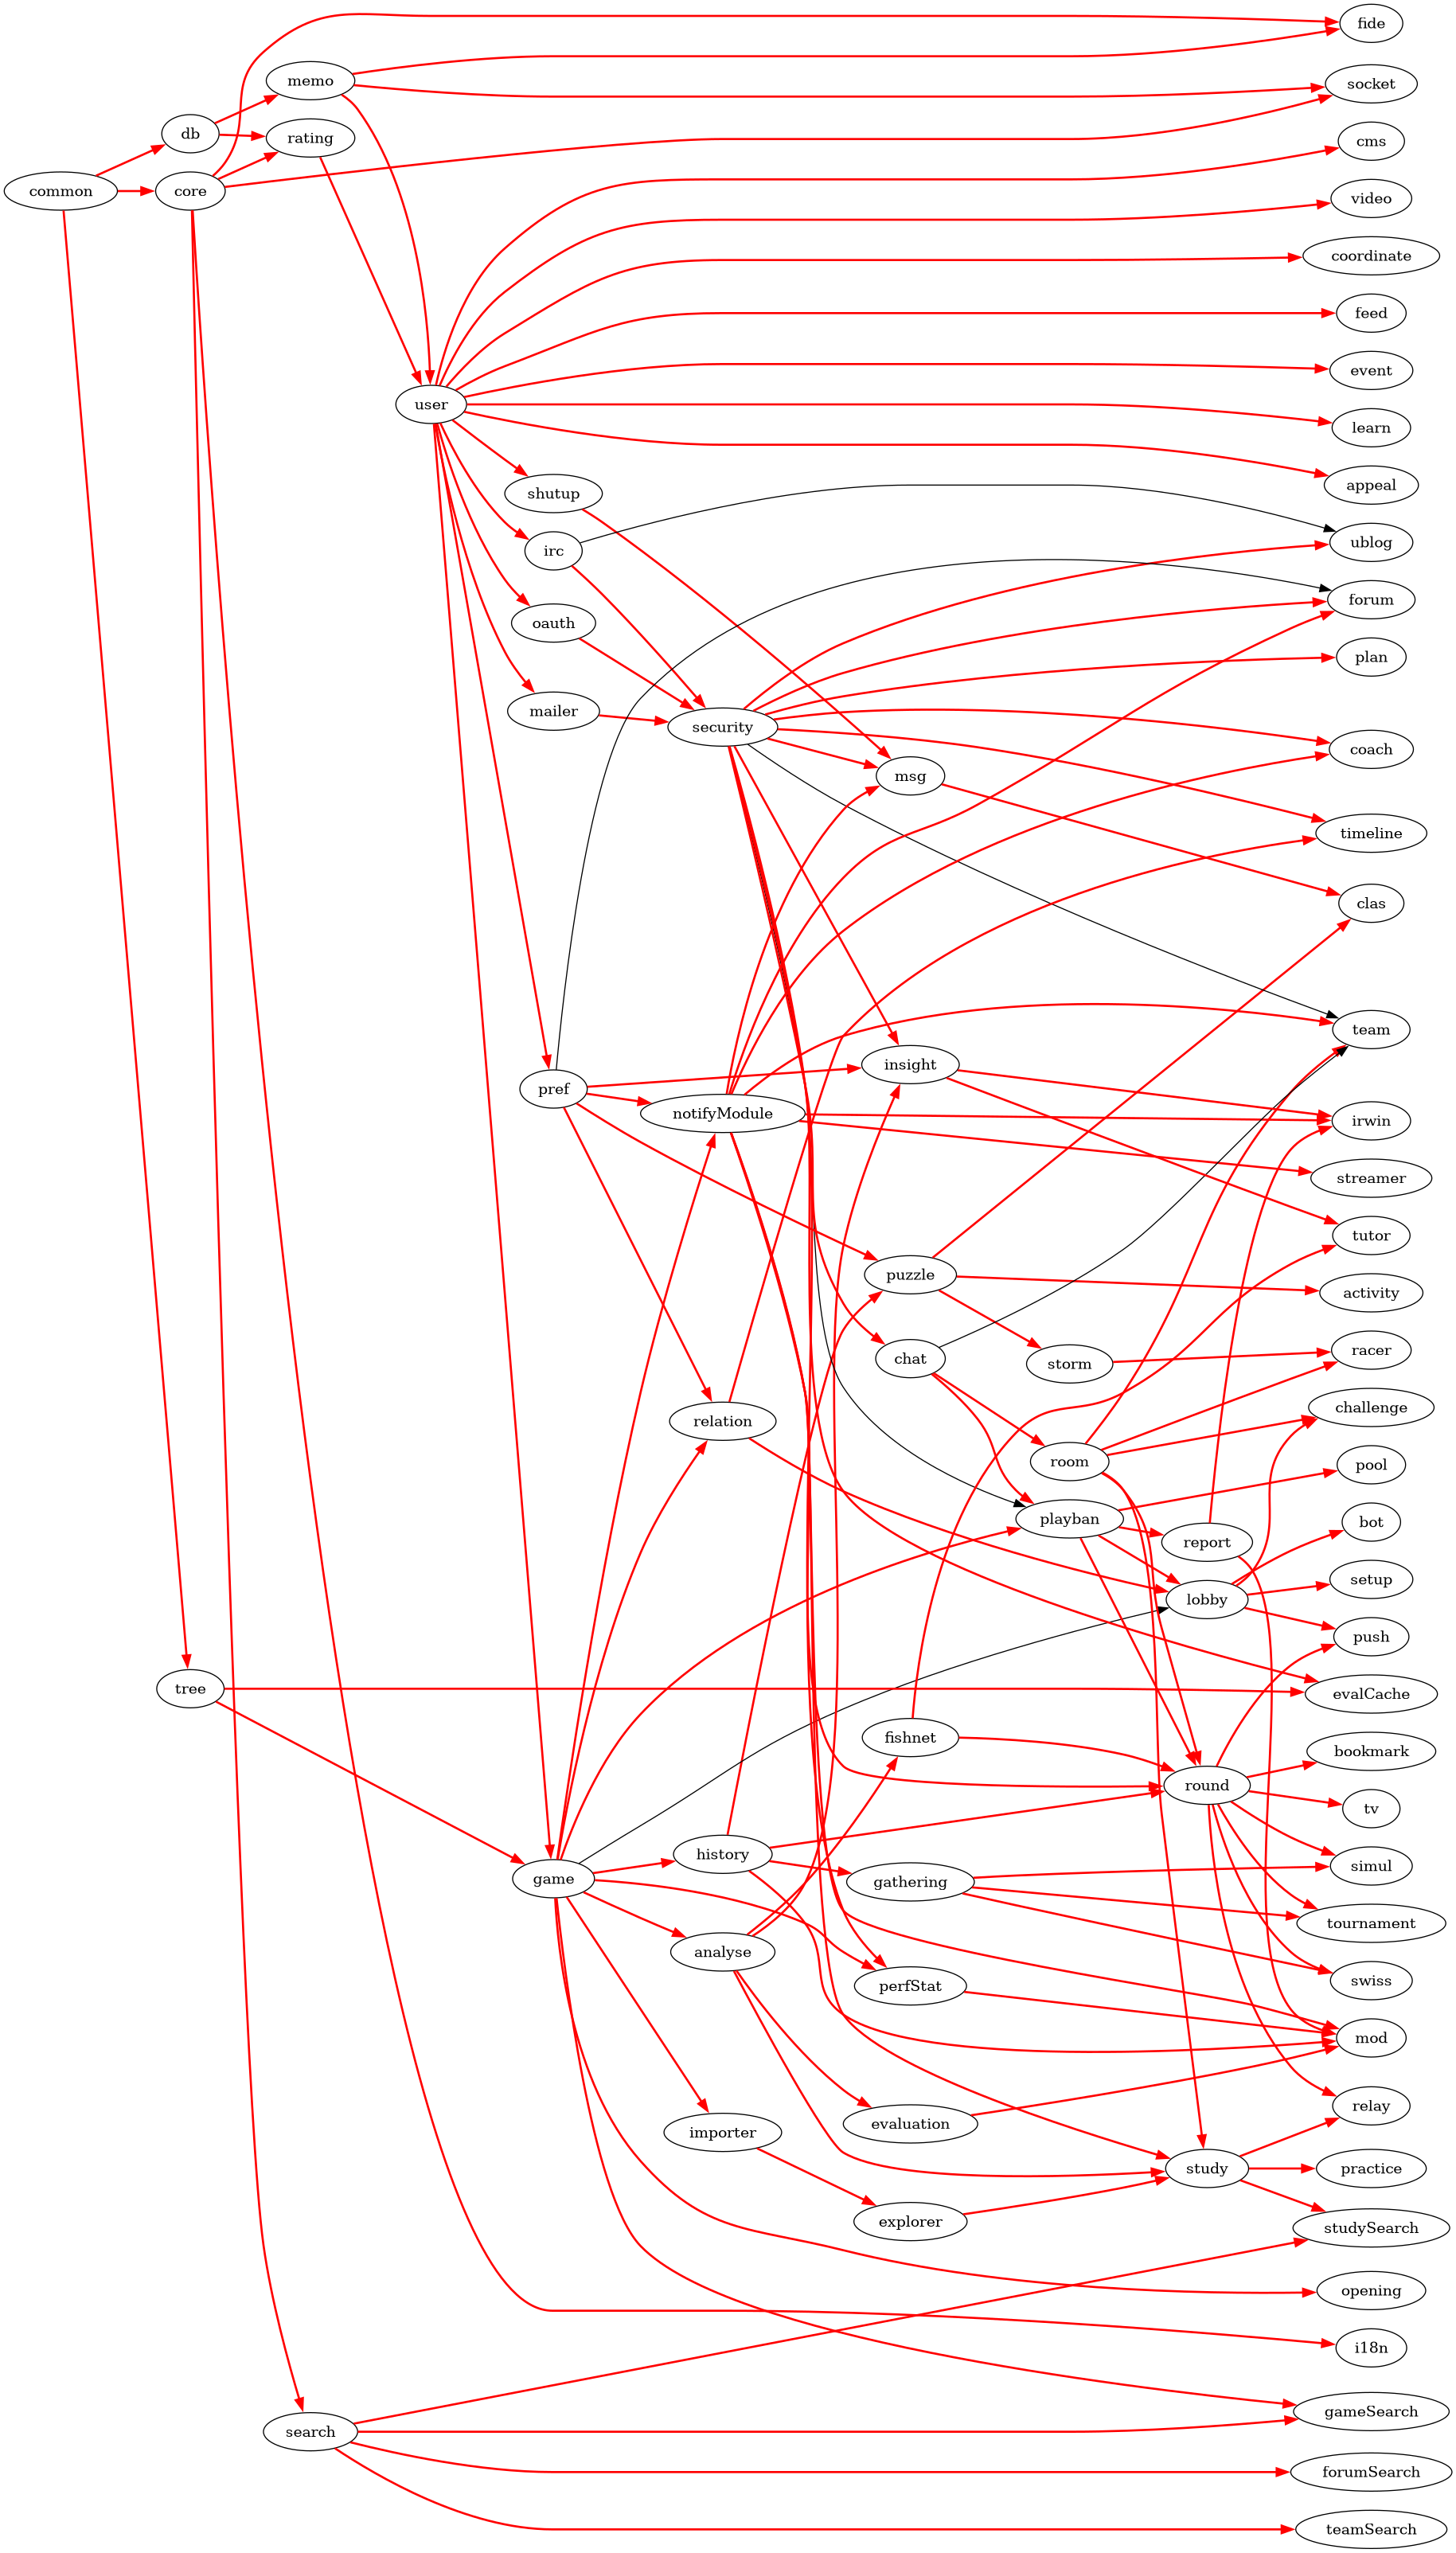 fide
memo
socket
db
rating
cms
common
core
video
coordinate
feed
event
user
learn
appeal
shutup
irc
ublog
forum
oauth
plan
mailer
security
coach
msg
timeline
clas
team
insight
pref
notifyModule
irwin
streamer
tutor
puzzle
activity
racer
chat
storm
challenge
relation
room
pool
playban
bot
report
setup
lobby
push
tree
evalCache
fishnet
bookmark
round
tv
history
simul
game
gathering
tournament
analyse
swiss
perfStat
mod
relay
evaluation
importer
study
practice
explorer
studySearch
opening
i18n
gameSearch
search
forumSearch
teamSearch